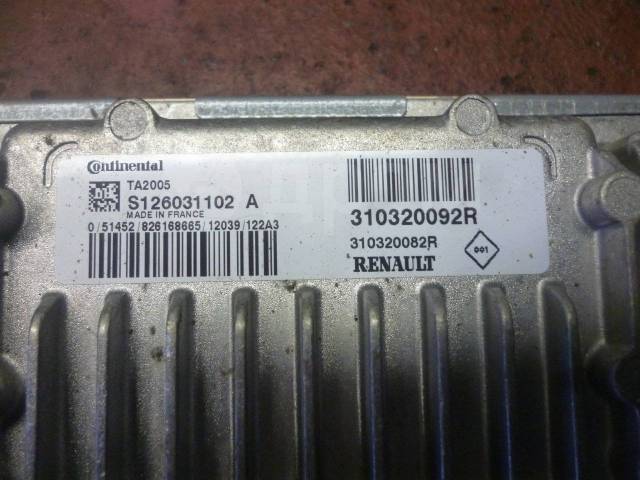 Continental
TA2005
S126031102 A
MADE IN FRANCE
0 / 51452 / 826168665 / 12039 / 122A3
310320092R
310320082R
RENAULT
001